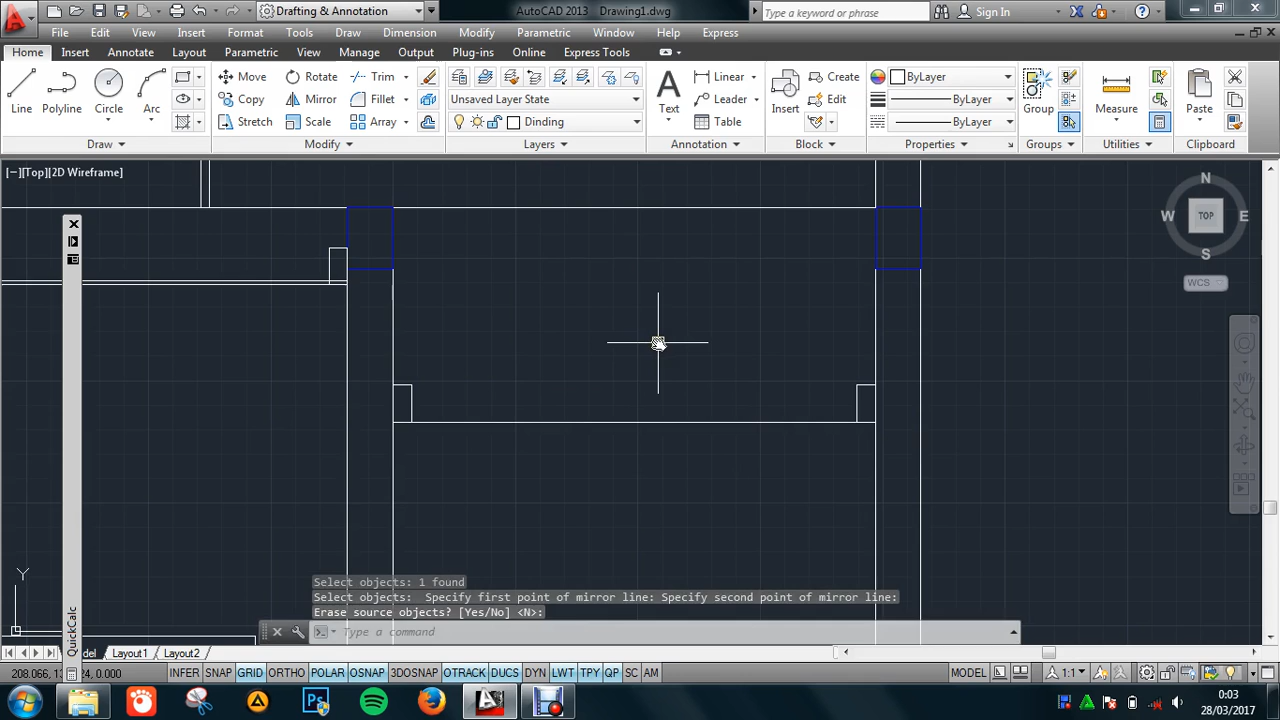 Drafting & Annotation
AutoCAD 2013 Drawing1.dwg
Type a keyword or phrase
Sign In
File Edit View Insert Format Tools Draw Dimension Modify Parametric Window Help Express
Home Insert Annotation Layout Parametric View Manage Output Plug-ins Online Express Tools
Line Polyline Circle Arc
Move Rotate Trim
Copy Mirror Fillet
Stretch Scale Array
Unsaved Layer State
Dinding
Text
Linear
Leader
Table
Insert
Create
Edit
ByLayer
ByLayer
ByLayer
Group
Measure
Paste
Draw Modify Layers Annotation Block Properties Groups Utilities Clipboard
[−][Top][2D Wireframe]
N
W TOP E
S
WCS
QuickCalc
Y
Select objects: 1 found
Select objects: Specify first point of mirror line: Specify second point of mirror line:
Erase source objects? [Yes/No] <N>:
Type a command
Layout1 Layout2
INFER SNAP GRID ORTHO POLAR OSNAP 3DOSNAP OTRACK DUCS DYN LWT TPY QP SC AM
MODEL
1:1
Ps
0:03
28/03/2017